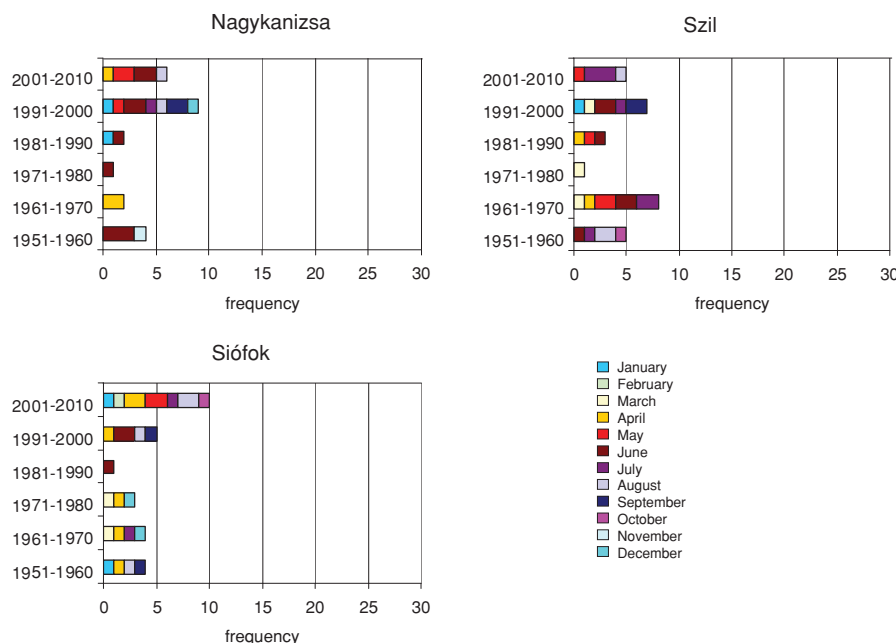 Nagykanizsa
2001-2010
1991-2000
1981-1990
1971-1980
1961-1970
1951-1960
0 5 10 15 20 25 30
frequency
Szil
2001-2010
1991-2000
1981-1990
1971-1980
1961-1970
1951-1960
0 5 10 15 20 25 30
frequency
Siófok
2001-2010
1991-2000
1981-1990
1971-1980
1961-1970
1951-1960
0 5 10 15 20 25 30
frequency
January
February
March
April
May
June
July
August
September
October
November
December